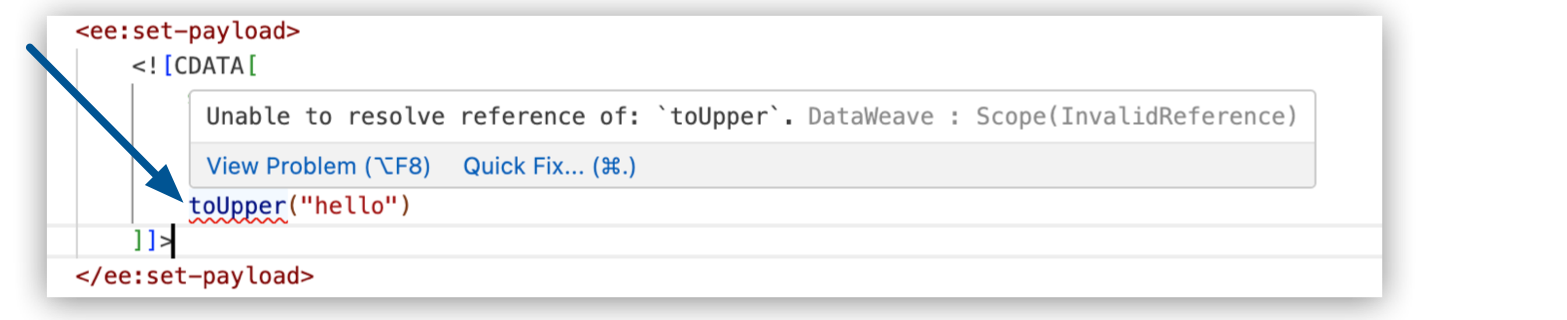 <ee:set-payload>
<![CDATA[
Unable to resolve reference of: `toUpper`. DataWeave : Scope(InvalidReference)
View Problem (⌥F8) Quick Fix... (⌘.)
toUpper("hello")
]]>
</ee:set-payload>